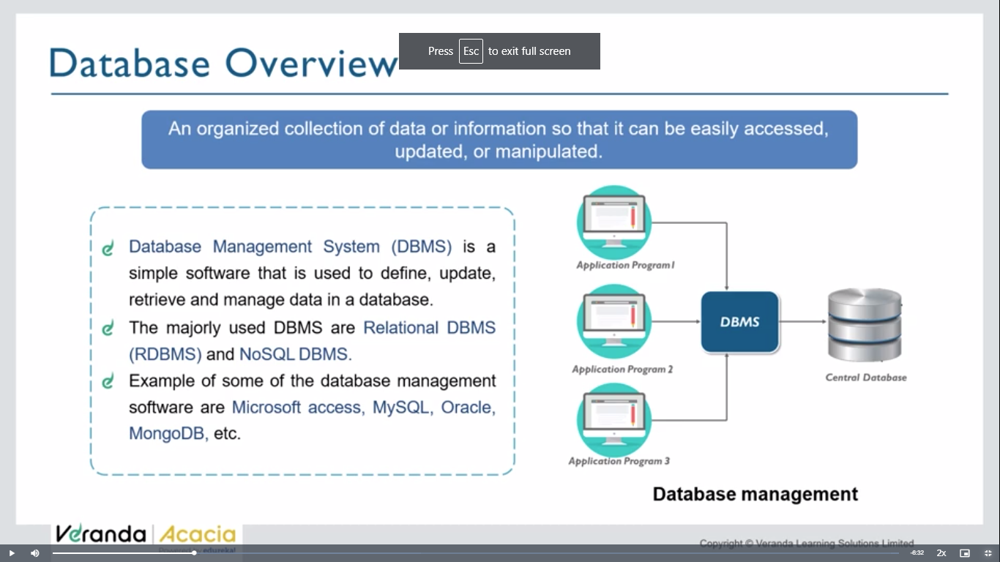 Database Overview
Press Esc to exit full screen
An organized collection of data or information so that it can be easily accessed,
updated, or manipulated.
Database Management System (DBMS) is a
simple software that is used to define, update,
retrieve and manage data in a database.
The majorly used DBMS are Relational DBMS
(RDBMS) and NoSQL DBMS.
Example of some of the database management
software are Microsoft access, MySQL, Oracle,
MongoDB, etc.
Application Program1
Application Program 2
Application Program 3
DBMS
Central Database
Database management
Veranda Acacia
Powered by edureka!
Copyright © Veranda Learning Solutions Limited
-6:32
2x